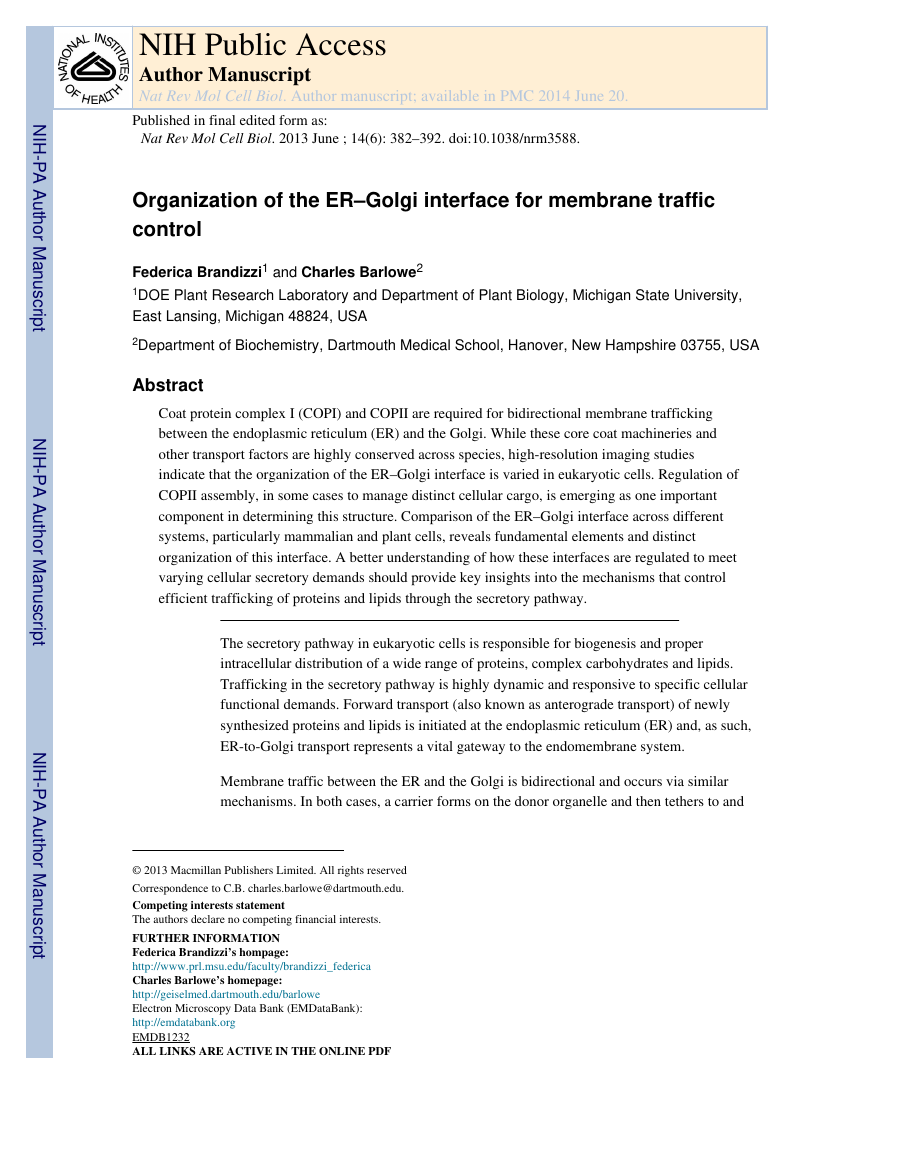 NATIONAL INSTITUTES OF HEALTH
NIH Public Access
Author Manuscript
Nat Rev Mol Cell Biol. Author manuscript; available in PMC 2014 June 20.
Published in final edited form as:
Nat Rev Mol Cell Biol. 2013 June ; 14(6): 382–392. doi:10.1038/nrm3588.
NIH-PA Author Manuscript
NIH-PA Author Manuscript
NIH-PA Author Manuscript
Organization of the ER–Golgi interface for membrane traffic
control
Federica Brandizzi1 and Charles Barlowe2
1DOE Plant Research Laboratory and Department of Plant Biology, Michigan State University,
East Lansing, Michigan 48824, USA
2Department of Biochemistry, Dartmouth Medical School, Hanover, New Hampshire 03755, USA
Abstract
Coat protein complex I (COPI) and COPII are required for bidirectional membrane trafficking
between the endoplasmic reticulum (ER) and the Golgi. While these core coat machineries and
other transport factors are highly conserved across species, high-resolution imaging studies
indicate that the organization of the ER–Golgi interface is varied in eukaryotic cells. Regulation of
COPII assembly, in some cases to manage distinct cellular cargo, is emerging as one important
component in determining this structure. Comparison of the ER–Golgi interface across different
systems, particularly mammalian and plant cells, reveals fundamental elements and distinct
organization of this interface. A better understanding of how these interfaces are regulated to meet
varying cellular secretory demands should provide key insights into the mechanisms that control
efficient trafficking of proteins and lipids through the secretory pathway.
The secretory pathway in eukaryotic cells is responsible for biogenesis and proper
intracellular distribution of a wide range of proteins, complex carbohydrates and lipids.
Trafficking in the secretory pathway is highly dynamic and responsive to specific cellular
functional demands. Forward transport (also known as anterograde transport) of newly
synthesized proteins and lipids is initiated at the endoplasmic reticulum (ER) and, as such,
ER-to-Golgi transport represents a vital gateway to the endomembrane system.
Membrane traffic between the ER and the Golgi is bidirectional and occurs via similar
mechanisms. In both cases, a carrier forms on the donor organelle and then tethers to and
© 2013 Macmillan Publishers Limited. All rights reserved
Correspondence to C.B. charles.barlowe@dartmouth.edu.
Competing interests statement
The authors declare no competing financial interests.
FURTHER INFORMATION
Federica Brandizzi's hompage:
http://www.prl.msu.edu/faculty/brandizzi_federica
Charles Barlowe's homepage:
http://geiselmed.dartmouth.edu/barlowe
Electron Microscopy Data Bank (EMDataBank):
http://emdatabank.org
EMDB1232
ALL LINKS ARE ACTIVE IN THE ONLINE PDF